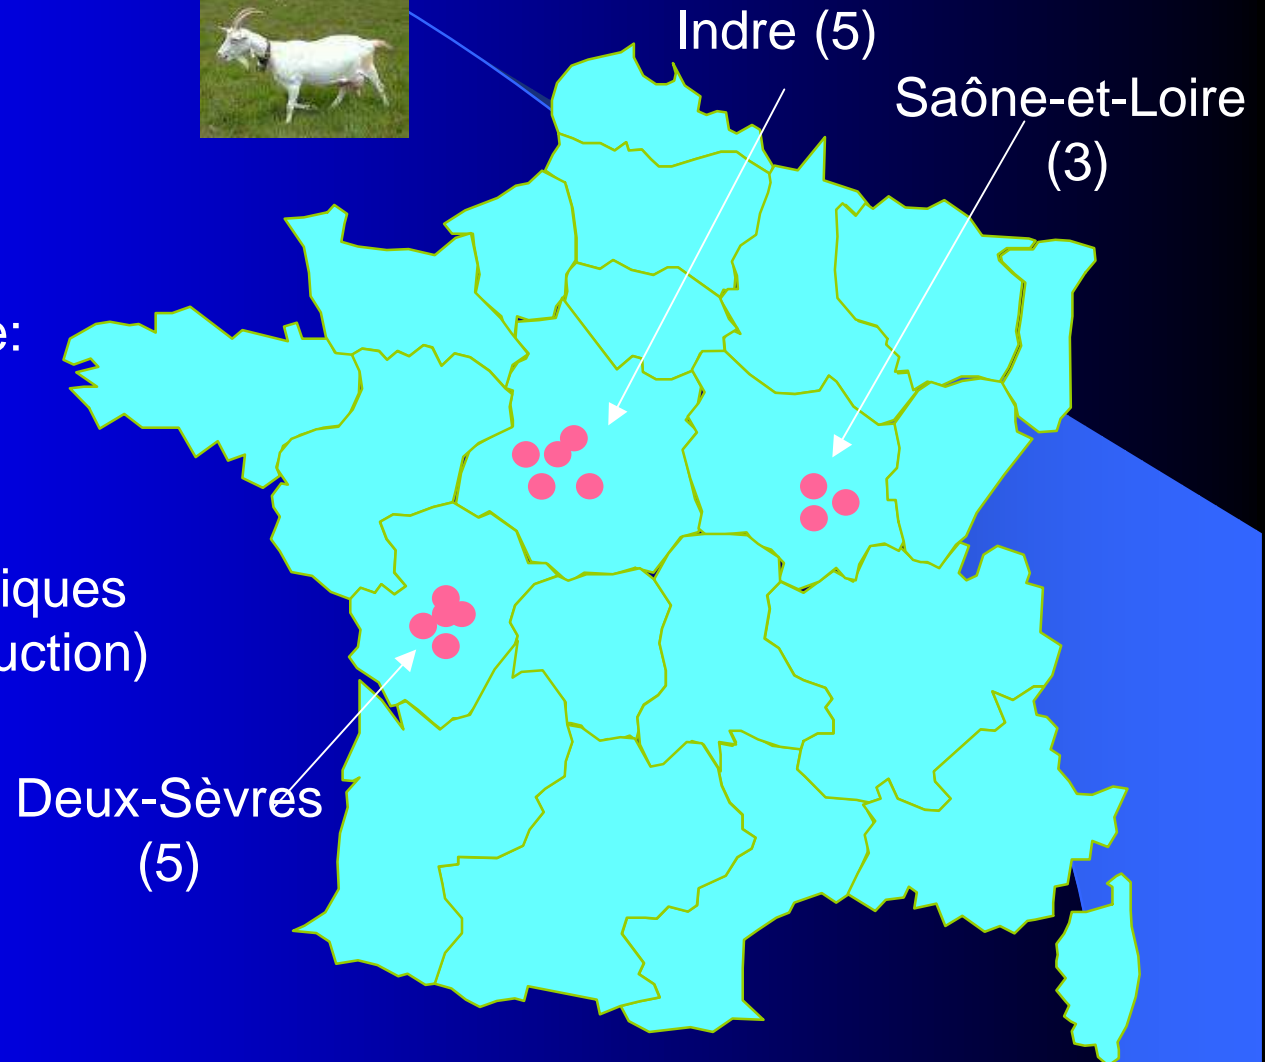 Indre (5)
Saône-et-Loire
(3)
e:
iques
uction)
Deux-Sèvres
(5)